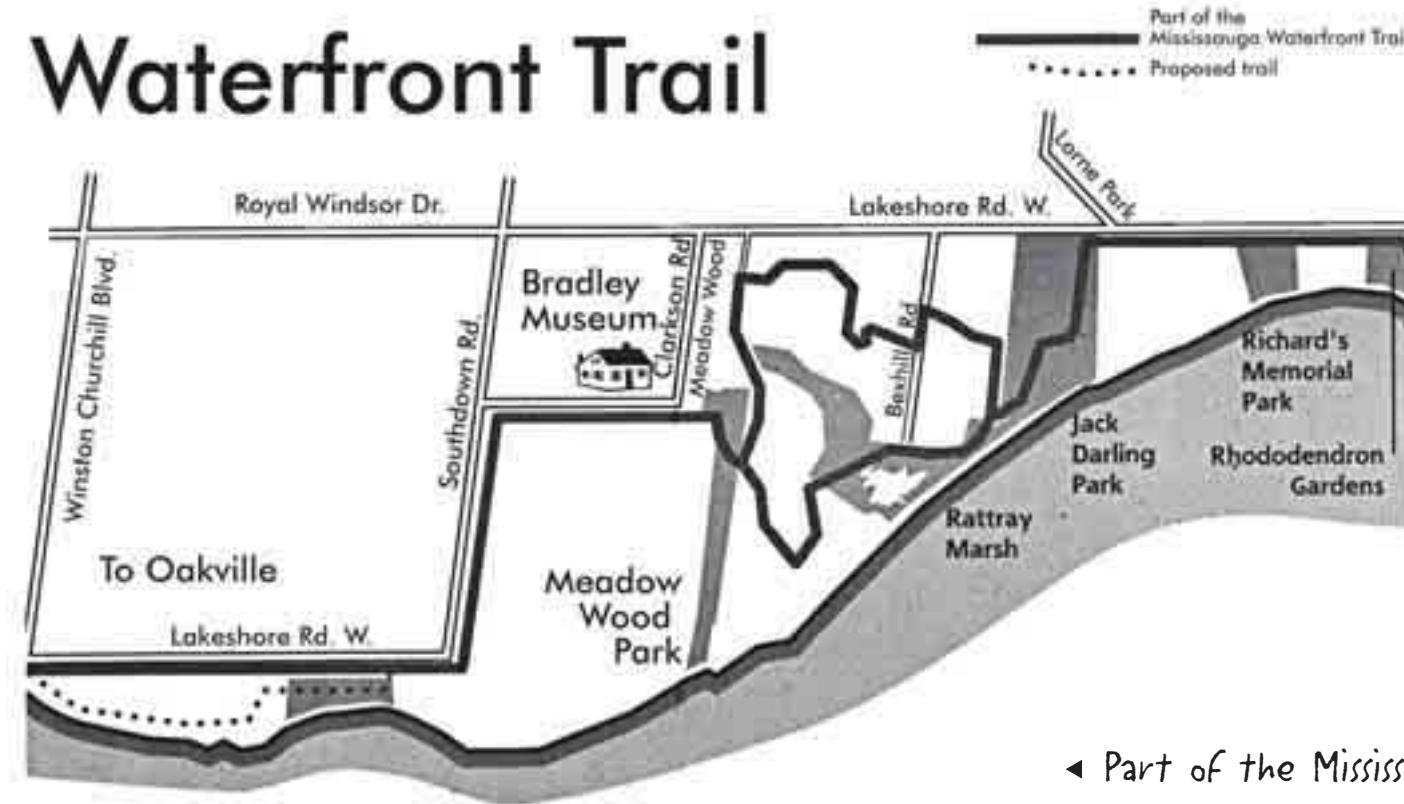 Waterfront Trail
Part of the
Mississauga Waterfront Trai
Proposed trail
Lorne Park
Royal Windsor Dr.
Lakeshore Rd. W.
Winston Churchill Blvd.
Southdown Rd.
Bradley
Museum
Clarkson Rd
Meadow Wood
Bexhill Rd
Richard's
Memorial
Park
Jack
Darling
Park
Rhododendron
Gardens
Rattray
Marsh
To Oakville
Meadow
Wood
Park
Lakeshore Rd. W.
◄ Part of the Mississ